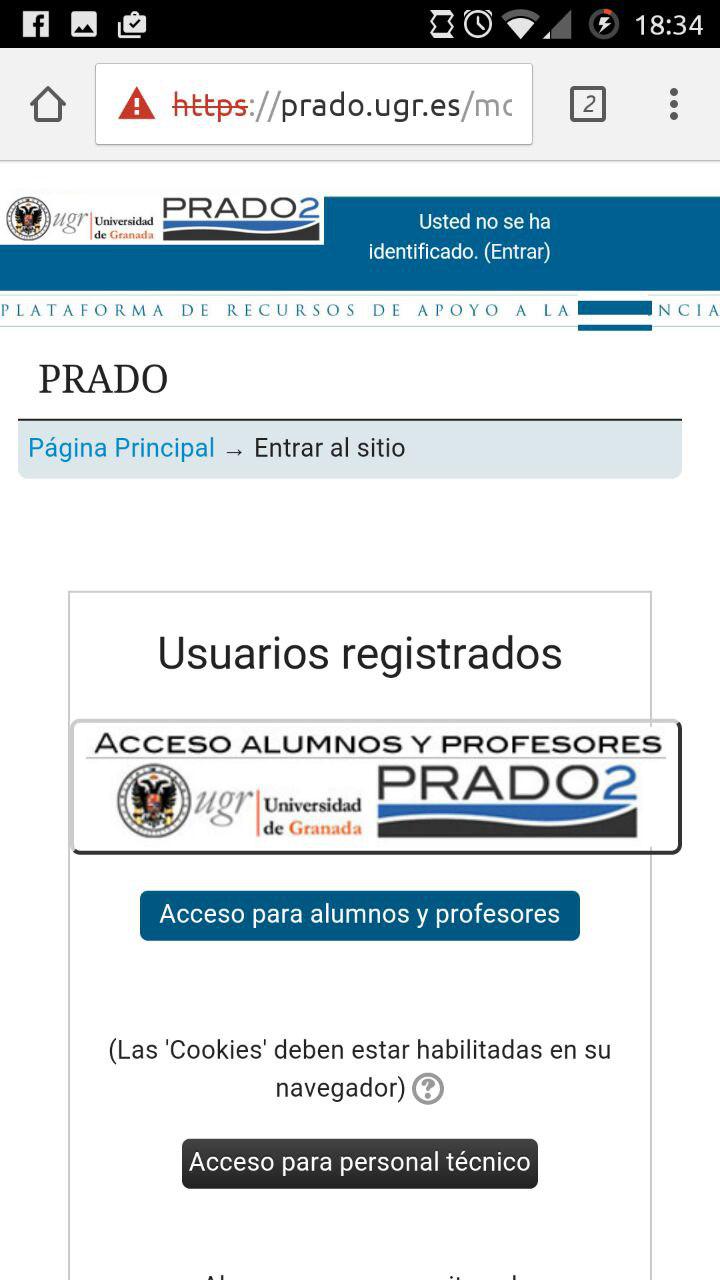 18:34
2
https://prado.ugr.es/mo
ugr Universidad de Granada
PRADO2
Usted no se ha
identificado. (Entrar)
PLATAFORMA DE RECURSOS DE APOYO A LA NCIA
PRADO
Página Principal → Entrar al sitio
Usuarios registrados
ACCESO ALUMNOS Y PROFESORES
ugr Universidad de Granada
PRADO2
Acceso para alumnos y profesores
(Las 'Cookies' deben estar habilitadas en su
navegador) ?
Acceso para personal técnico